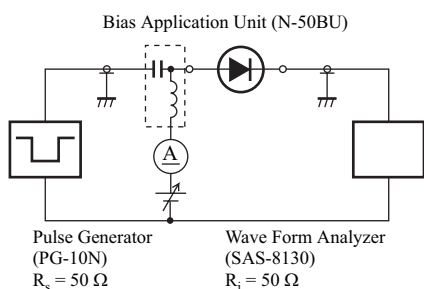 Bias Application Unit (N-50BU)
A
Pulse Generator
(PG-10N)
Rs = 50 Ω
Wave Form Analyzer
(SAS-8130)
Ri = 50 Ω